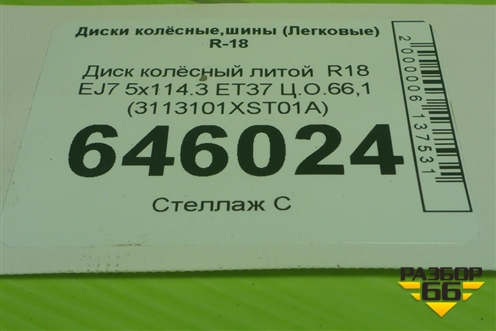 Диски колёсные,шины (Легковые)
R-18
Диск колёсный литой R18
EJ7 5x114.3 ET37 Ц.О.66,1
(3113101XST01A)
646024
Стеллаж С
2000006137531
РАЗБОР
66